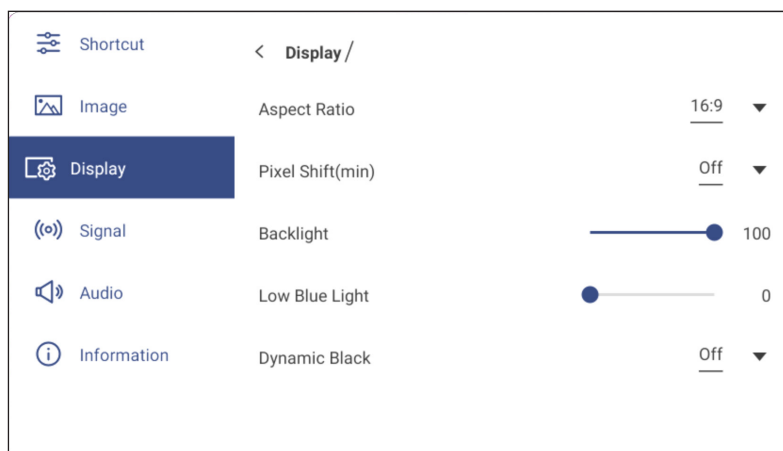 Shortcut
Image
Display
Signal
Audio
Information
< Display /
Aspect Ratio 16:9
Pixel Shift(min) Off
Backlight 100
Low Blue Light 0
Dynamic Black Off